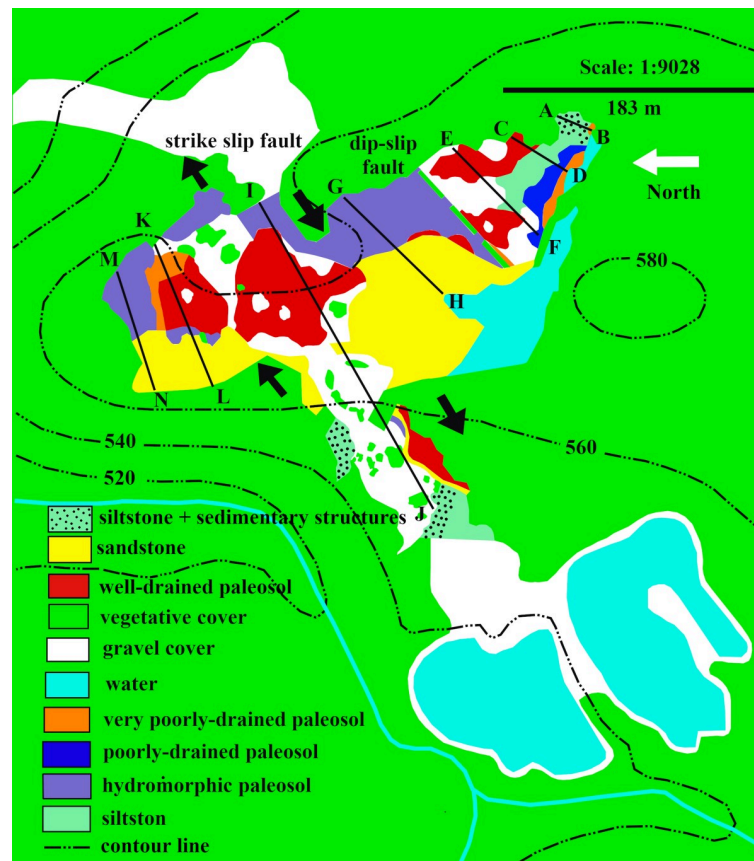 Scale: 1:9028
183 m
A
B
C
strike slip fault
E
dip-slip
fault
D
North
I
G
K
F
M
580
H
N
L
540
560
520
J
siltstone + sedimentary structures
sandstone
well-drained paleosol
vegetative cover
gravel cover
water
very poorly-drained paleosol
poorly-drained paleosol
hydromorphic paleosol
siltston
contour line